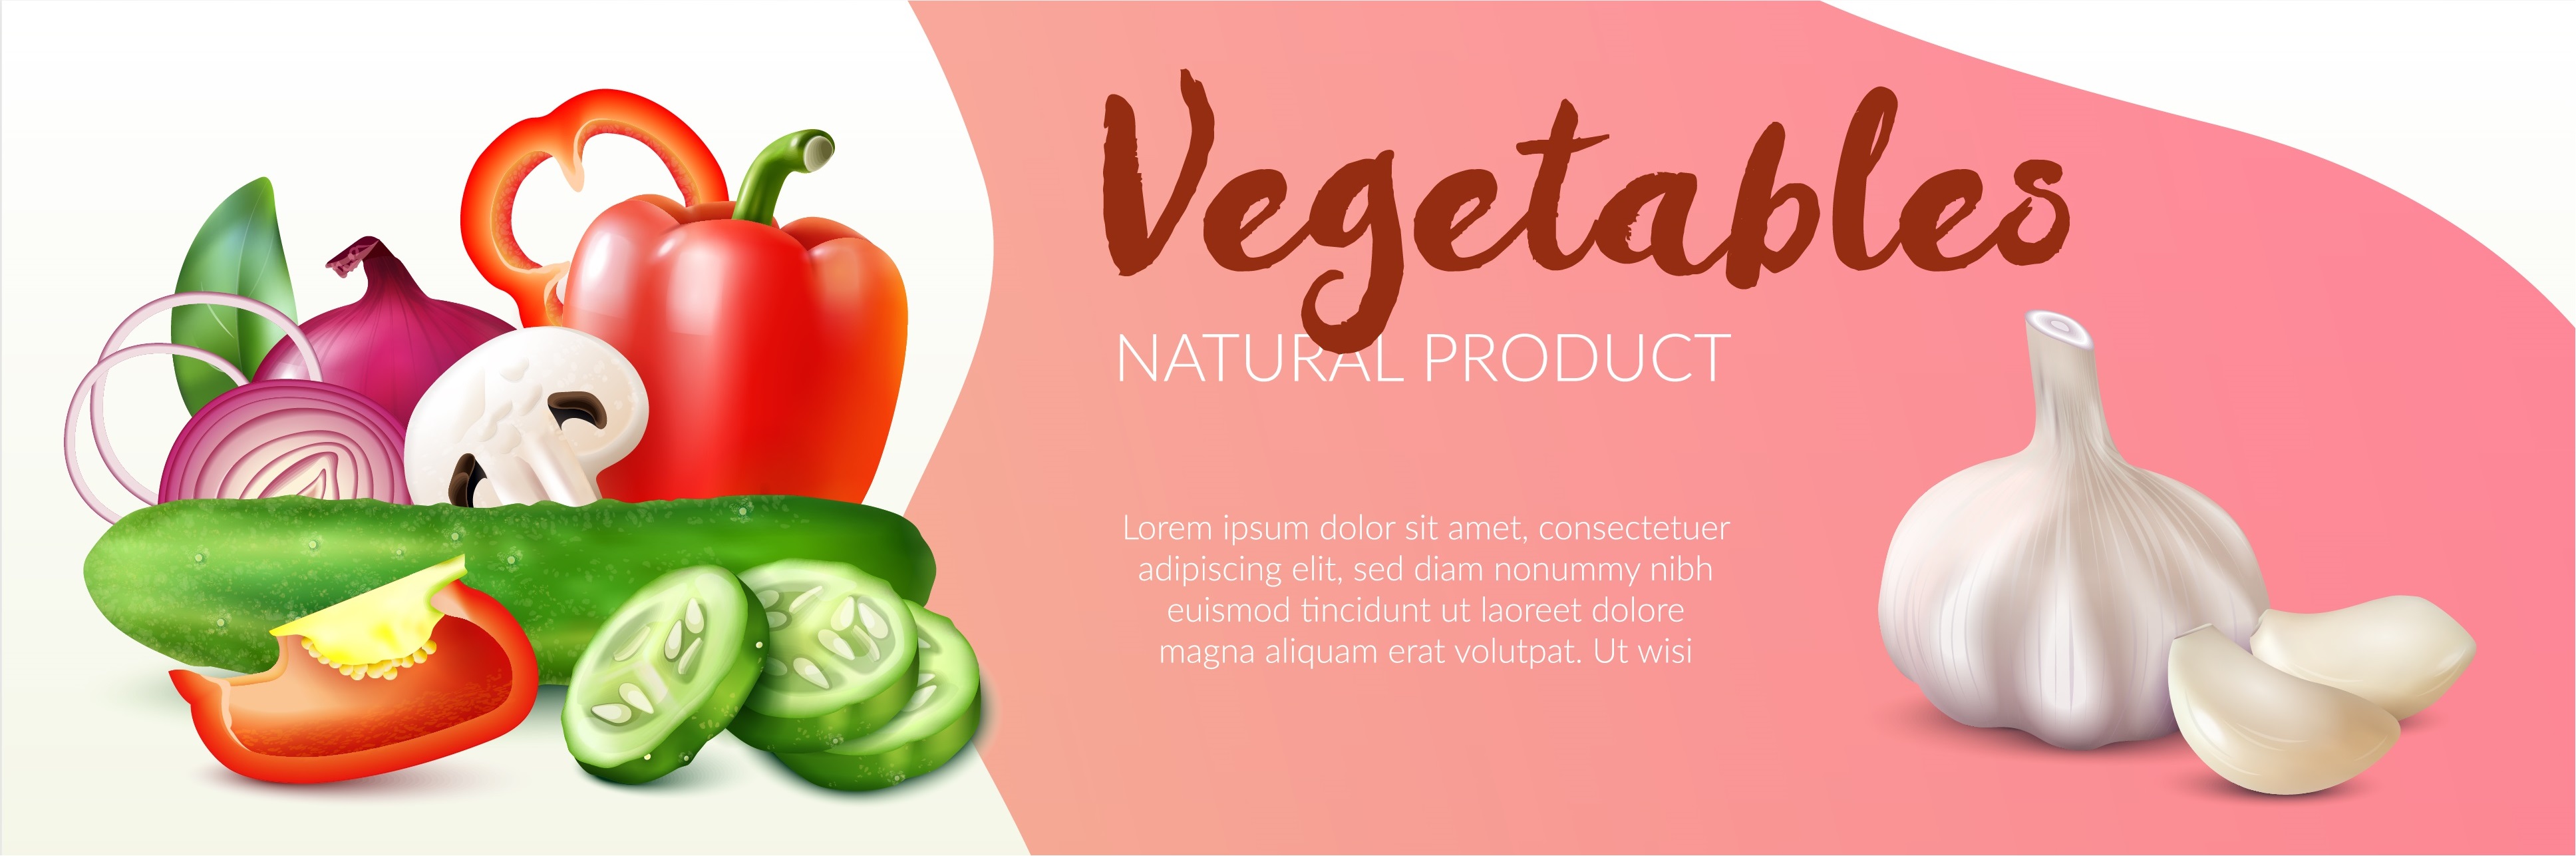 Vegetables
NATURAL PRODUCT
Lorem ipsum dolor sit amet, consectetuer
adipiscing elit, sed diam nonummy nibh
euismod tincidunt ut laoreet dolore
magna aliquam erat volutpat. Ut wisi